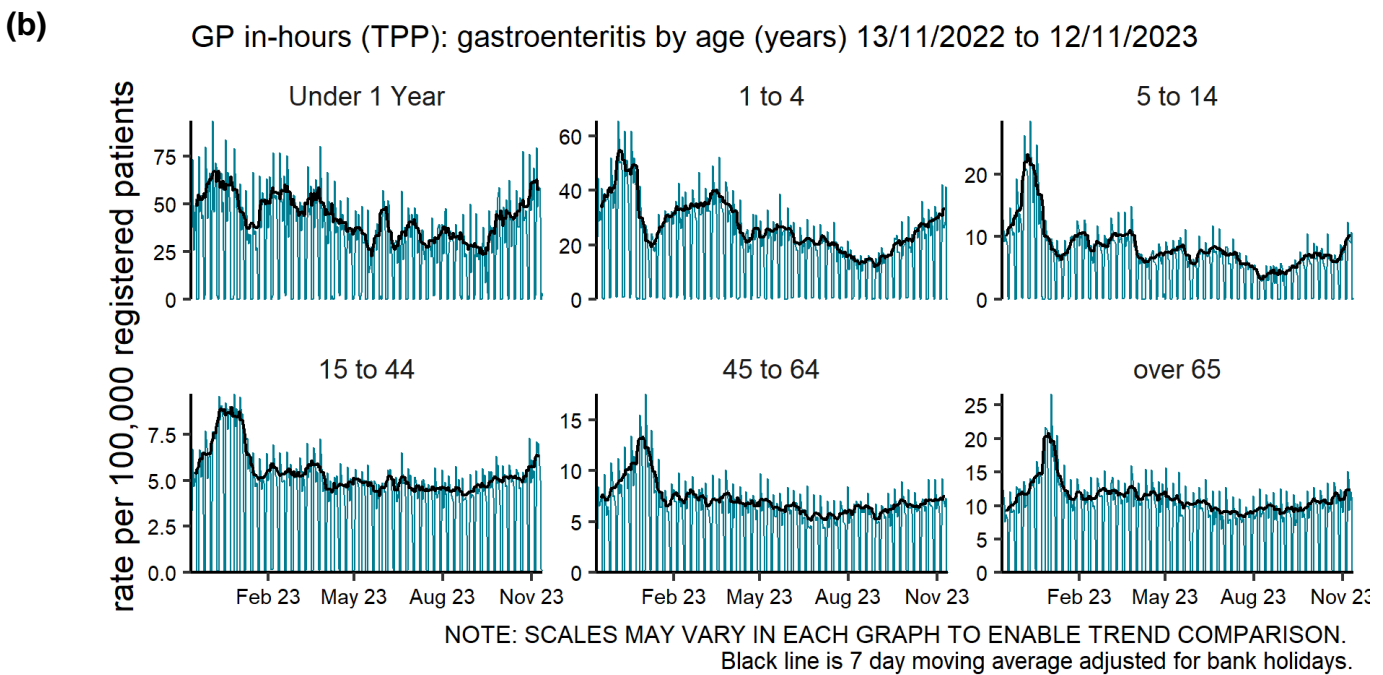 (b)
GP in-hours (TPP): gastroenteritis by age (years) 13/11/2022 to 12/11/2023
rate per 100,000 registered patients
Under 1 Year
75
50
25
0
1 to 4
60
40
20
0
5 to 14
20
10
0
15 to 44
7.5
5.0
2.5
0.0
Feb 23 May 23 Aug 23 Nov 23
45 to 64
15
10
5
0
Feb 23 May 23 Aug 23 Nov 23
over 65
25
20
15
10
5
0
Feb 23 May 23 Aug 23 Nov 23
NOTE: SCALES MAY VARY IN EACH GRAPH TO ENABLE TREND COMPARISON.
Black line is 7 day moving average adjusted for bank holidays.